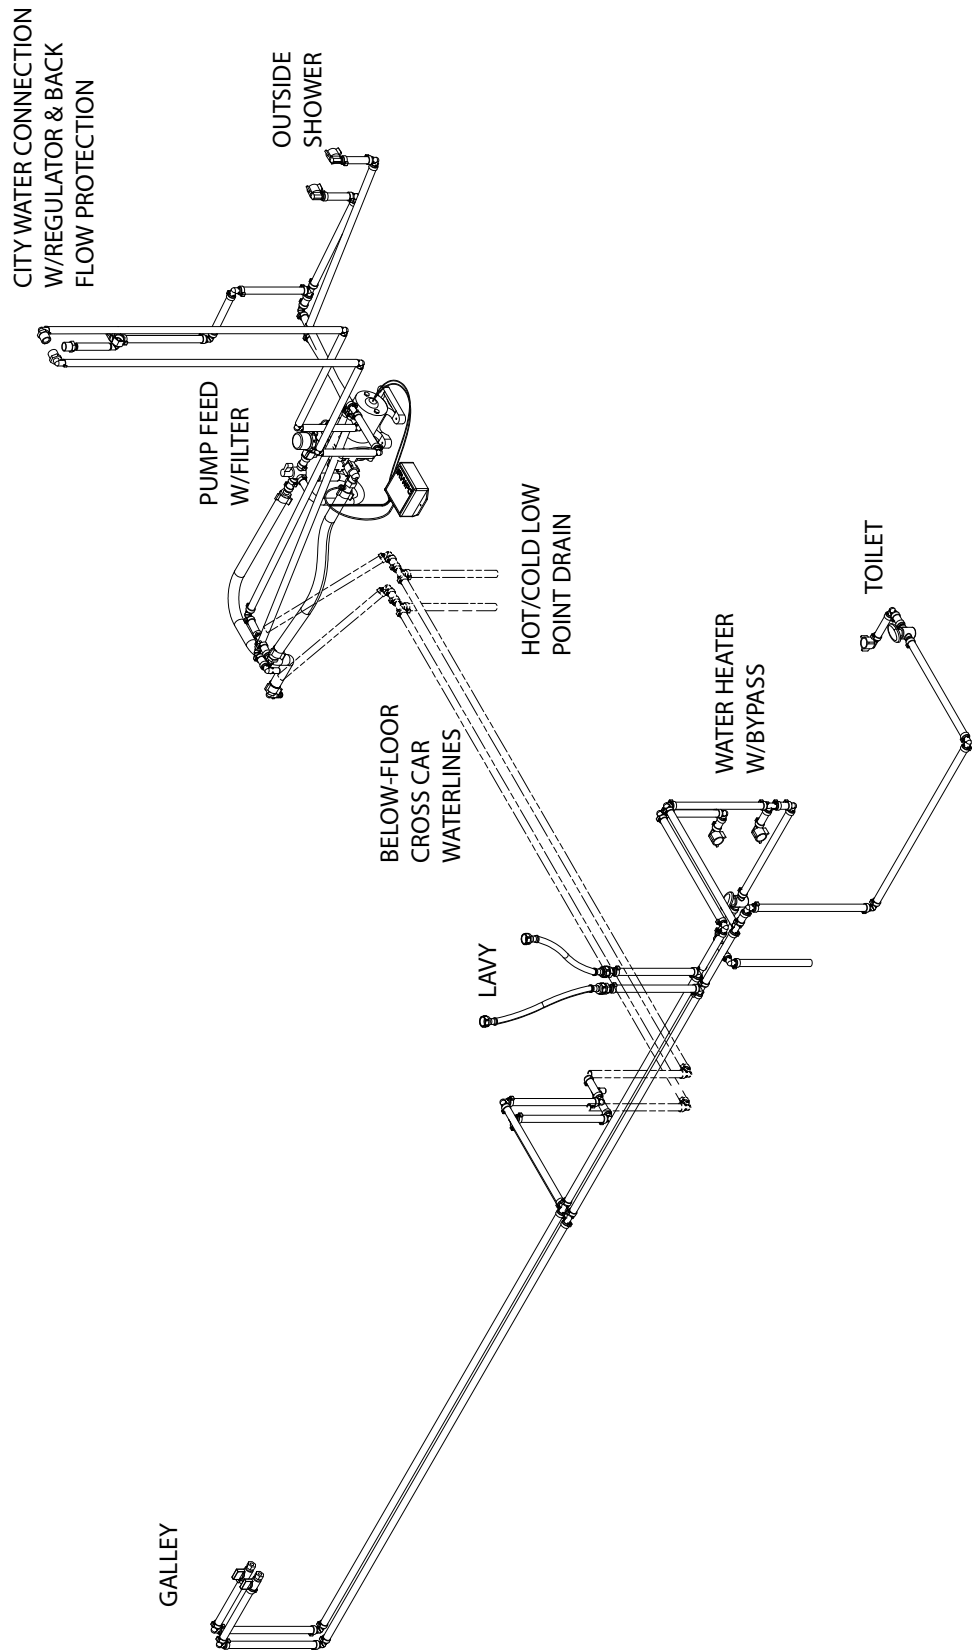 CITY WATER CONNECTION
W/REGULATOR & BACK
FLOW PROTECTION
OUTSIDE
SHOWER
PUMP FEED
W/FILTER
HOT/COLD LOW
POINT DRAIN
TOILET
BELOW-FLOOR
CROSS CAR
WATERLINES
WATER HEATER
W/BYPASS
LAVY
GALLEY